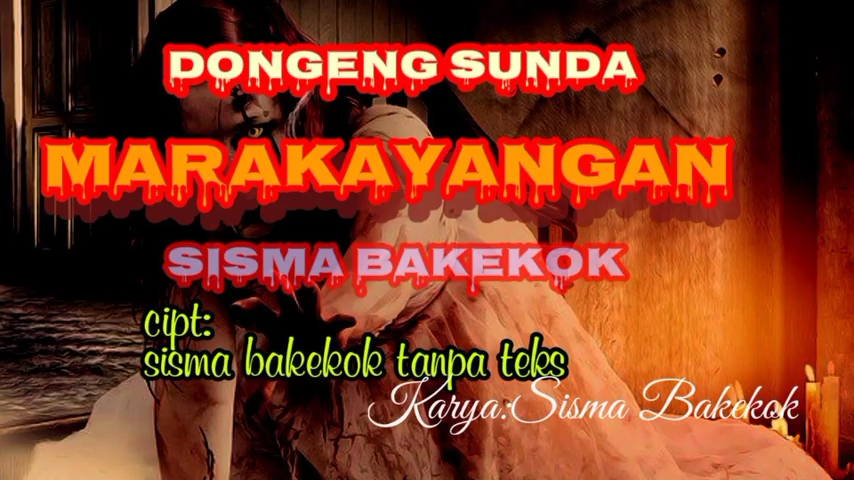 DONGENG SUNDA
MARAKAYANGAN
SISMA BAKEKOK
cipt:
sisma bakekok tanpa teks
Karya:Sisma Bakekok